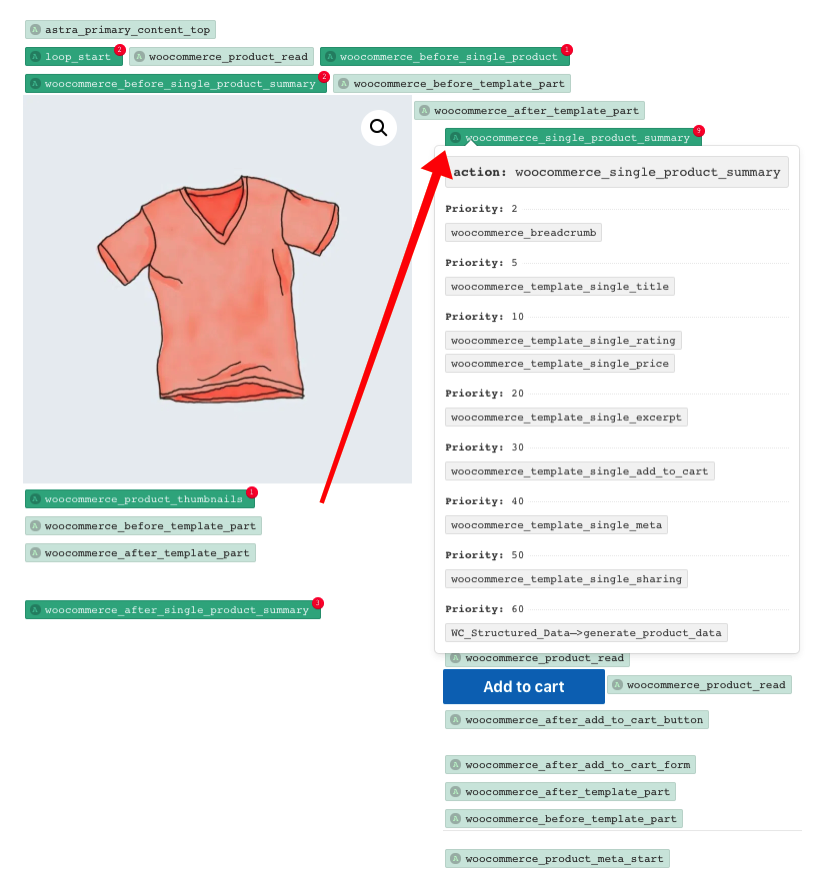 A astra_primary_content_top
A loop_start 2 A woocommerce_product_read A woocommerce_before_single_product 1
A woocommerce_before_single_product_summary 2 A woocommerce_before_template_part
A woocommerce_after_template_part
A woocommerce_single_product_summary 9
action: woocommerce_single_product_summary
Priority: 2
woocommerce_breadcrumb
Priority: 5
woocommerce_template_single_title
Priority: 10
woocommerce_template_single_rating
woocommerce_template_single_price
Priority: 20
woocommerce_template_single_excerpt
Priority: 30
woocommerce_template_single_add_to_cart
Priority: 40
woocommerce_template_single_meta
Priority: 50
woocommerce_template_single_sharing
Priority: 60
WC_Structured_Data—>generate_product_data
A woocommerce_product_thumbnails 1
A woocommerce_before_template_part
A woocommerce_after_template_part
A woocommerce_after_single_product_summary 3
woocommerce_product_read
Add to cart A woocommerce_product_read
A woocommerce_after_add_to_cart_button
A woocommerce_after_add_to_cart_form
A woocommerce_after_template_part
A woocommerce_before_template_part
A woocommerce_product_meta_start